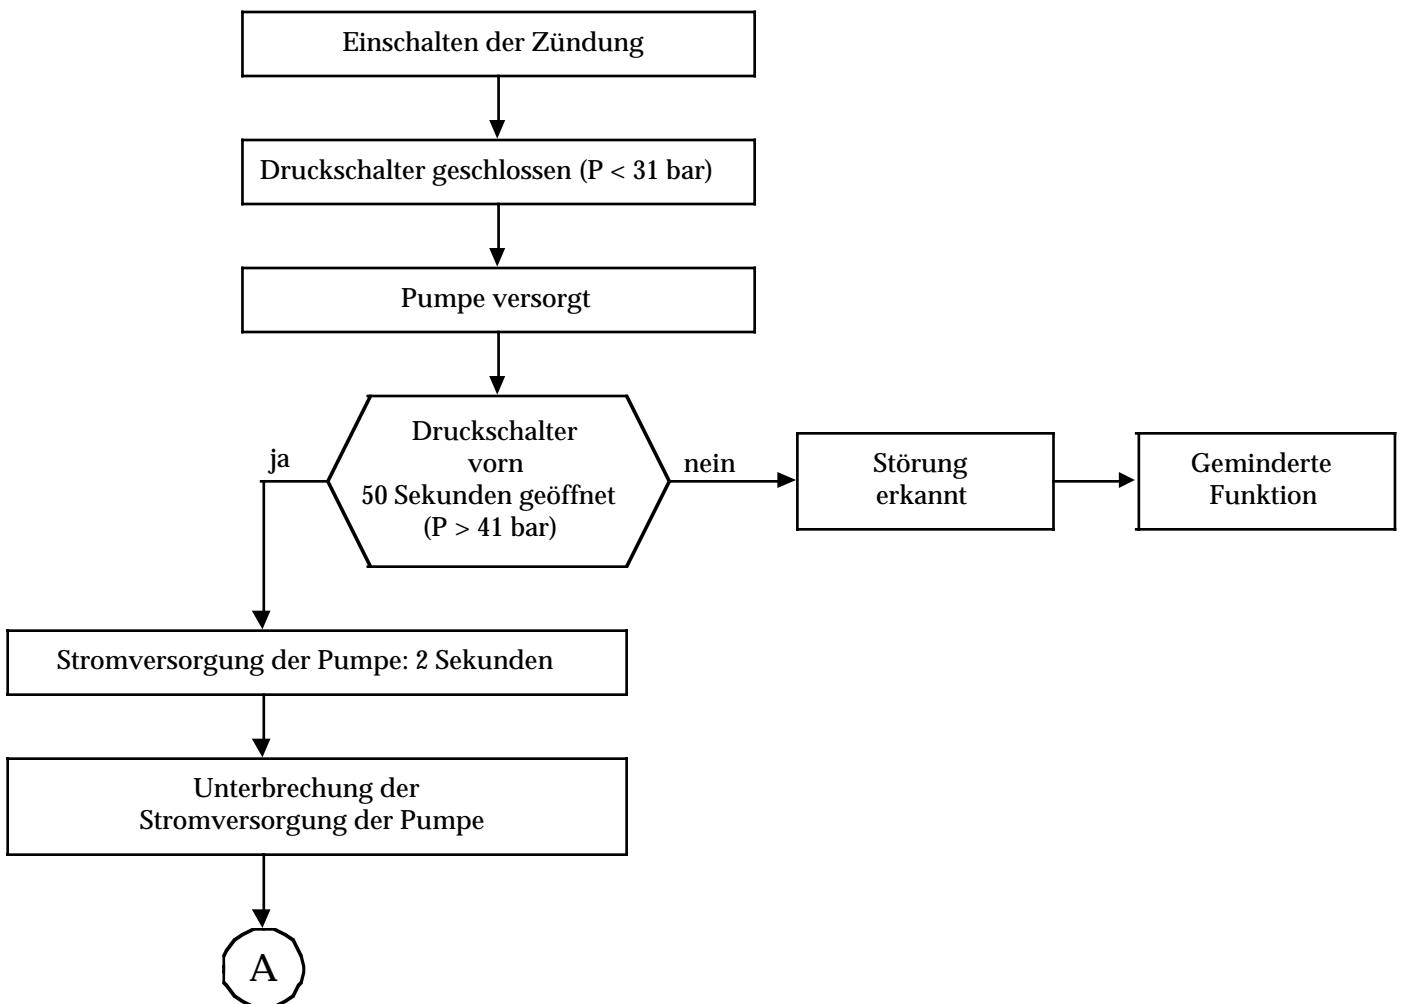 Einschalten der Zündung
Druckschalter geschlossen (P < 31 bar)
Pumpe versorgt
Druckschalter
vorn
50 Sekunden geöffnet
(P > 41 bar)
ja
nein
Störung
erkannt
Geminderte
Funktion
Stromversorgung der Pumpe: 2 Sekunden
Unterbrechung der
Stromversorgung der Pumpe
A